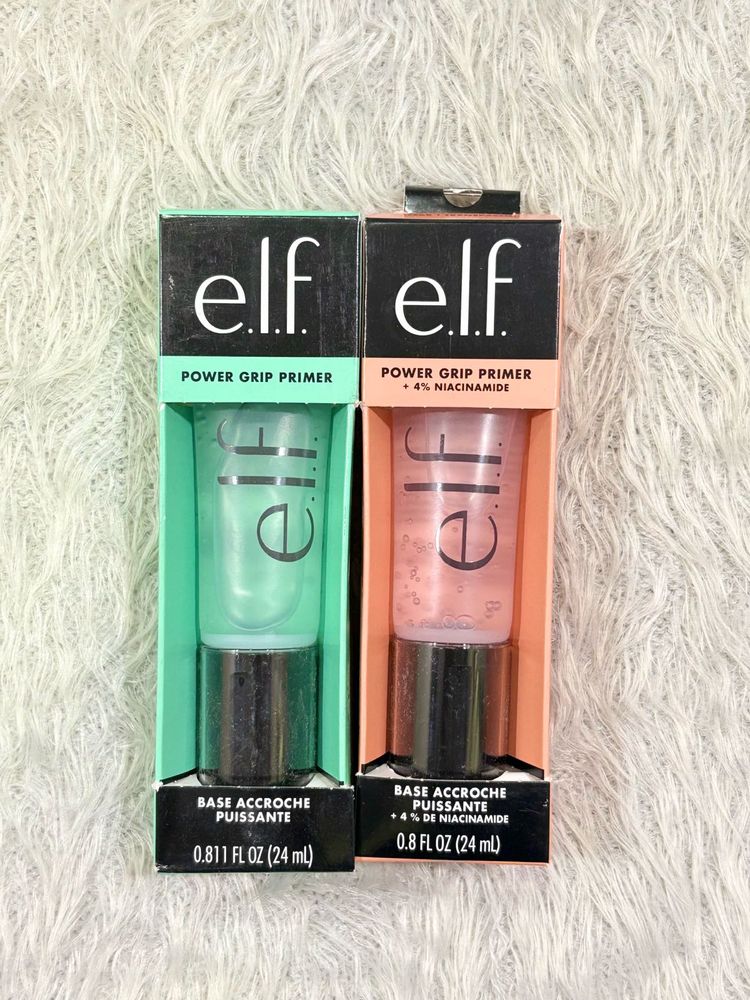 e.l.f.
POWER GRIP PRIMER
e.l.f.
BASE ACCROCHE
PUISSANTE
0.811 FL OZ (24 mL)
e.l.f.
POWER GRIP PRIMER
+ 4% NIACINAMIDE
e.l.f.
BASE ACCROCHE
PUISSANTE
+ 4 % DE NIACINAMIDE
0.8 FL OZ (24 mL)